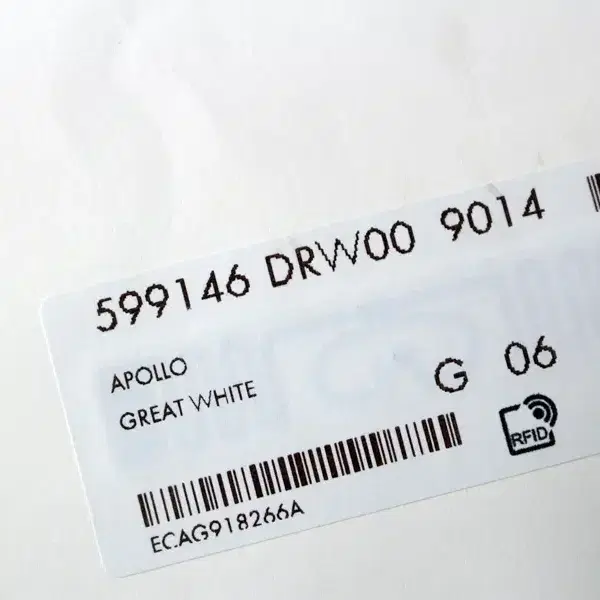 599146 DRW00 9014
APOLLO
GREAT WHITE
G 06
RFID
ECAG918266A